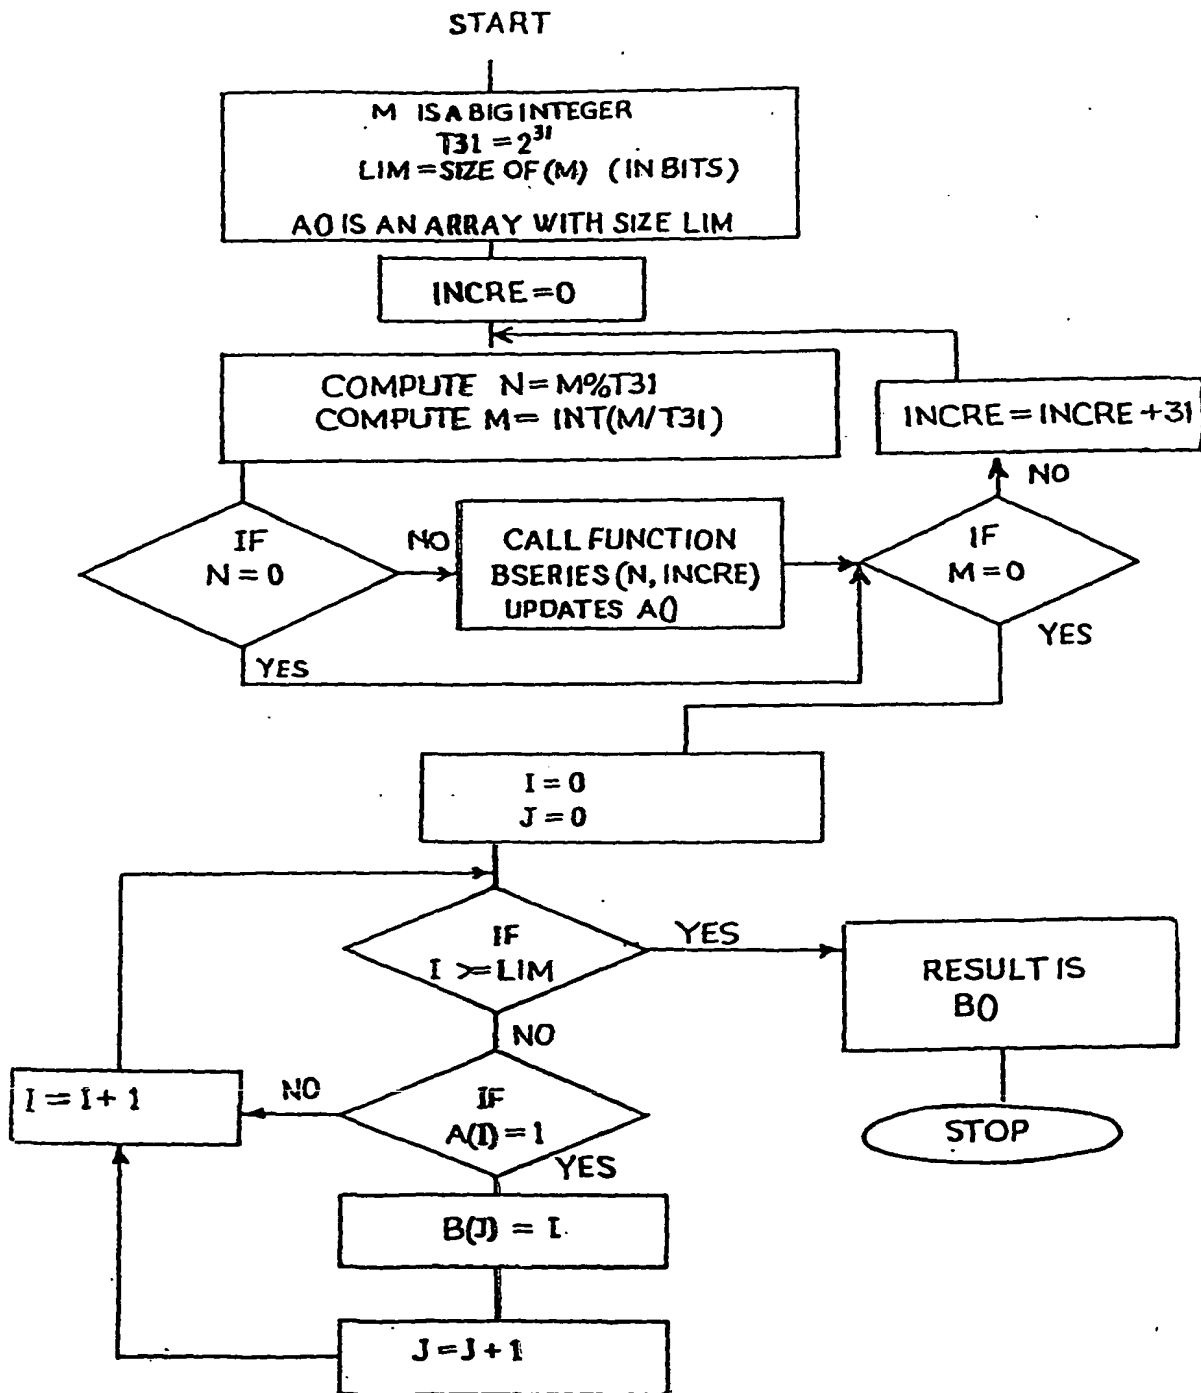 START
M IS A BIG INTEGER
T31 = 2³¹
LIM = SIZE OF (M) (IN BITS)
A() IS AN ARRAY WITH SIZE LIM
INCRE = 0
COMPUTE N = M%T31
COMPUTE M = INT(M/T31)
INCRE = INCRE + 31
NO
IF
N = 0
NO
CALL FUNCTION
BSERIES (N, INCRE)
UPDATES A()
IF
M = 0
YES
YES
I = 0
J = 0
IF
I >= LIM
YES
RESULT IS
B()
NO
I = I + 1
NO
IF
A(I) = 1
STOP
YES
B(J) = I
J = J + 1